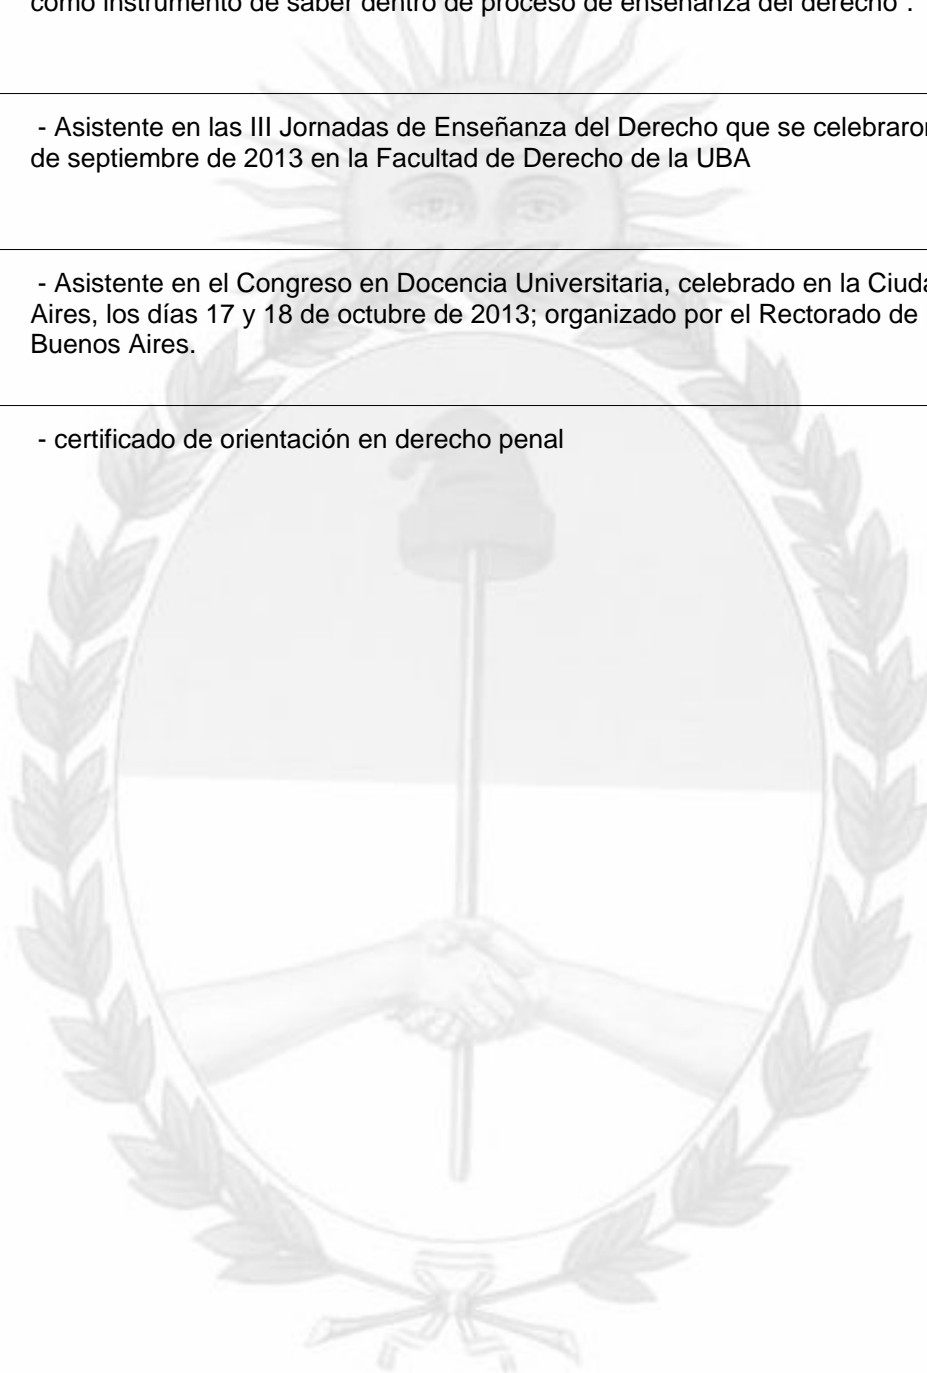 como instrumento de saber dentro de proceso de enseñanza del derecho".
- Asistente en las III Jornadas de Enseñanza del Derecho que se celebraron
de septiembre de 2013 en la Facultad de Derecho de la UBA
- Asistente en el Congreso en Docencia Universitaria, celebrado en la Ciuda
Aires, los días 17 y 18 de octubre de 2013; organizado por el Rectorado de
Buenos Aires.
- certificado de orientación en derecho penal